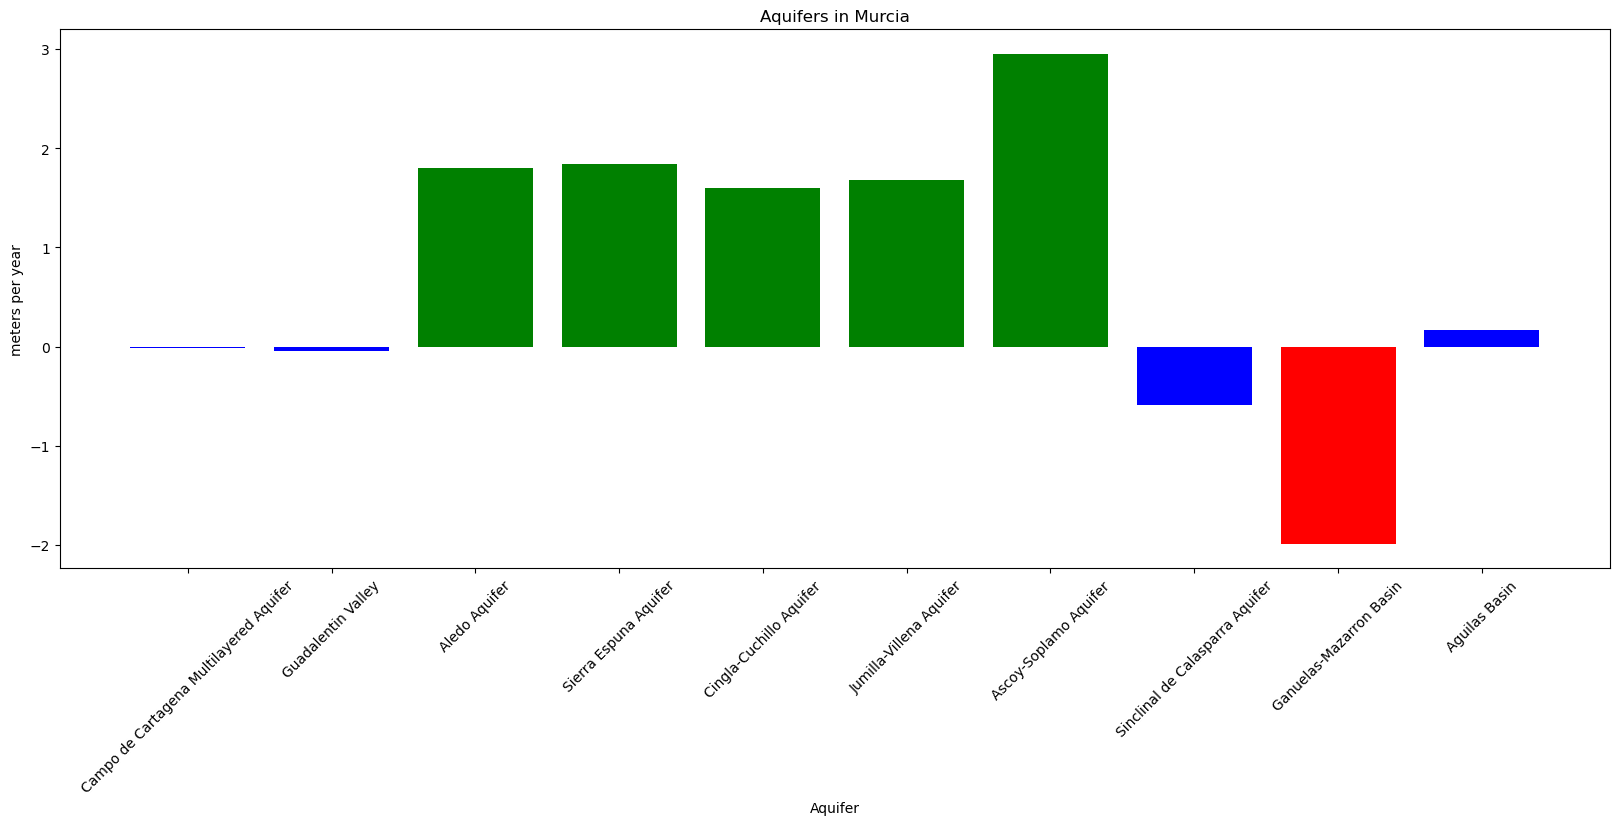 Aquifers in Murcia
meters per year
3
2
1
0
−1
−2
Campo de Cartagena Multilayered Aquifer
Guadalentin Valley
Aledo Aquifer
Sierra Espuna Aquifer
Cingla-Cuchillo Aquifer
Jumilla-Villena Aquifer
Ascoy-Soplamo Aquifer
Sinclinal de Calasparra Aquifer
Ganuelas-Mazarron Basin
Aguilas Basin
Aquifer